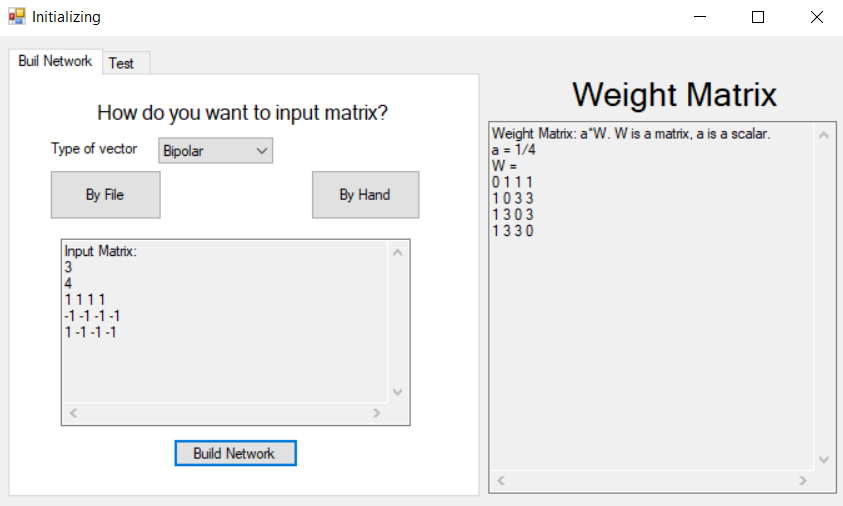 Initializing
Buil Network
Test
How do you want to input matrix?
Type of vector
Bipolar
By File
By Hand
Input Matrix:
3
4
1 1 1 1
-1 -1 -1 -1
1 -1 -1 -1
Build Network
Weight Matrix
Weight Matrix: a*W. W is a matrix, a is a scalar.
a = 1/4
W =
0 1 1 1
1 0 3 3
1 3 0 3
1 3 3 0